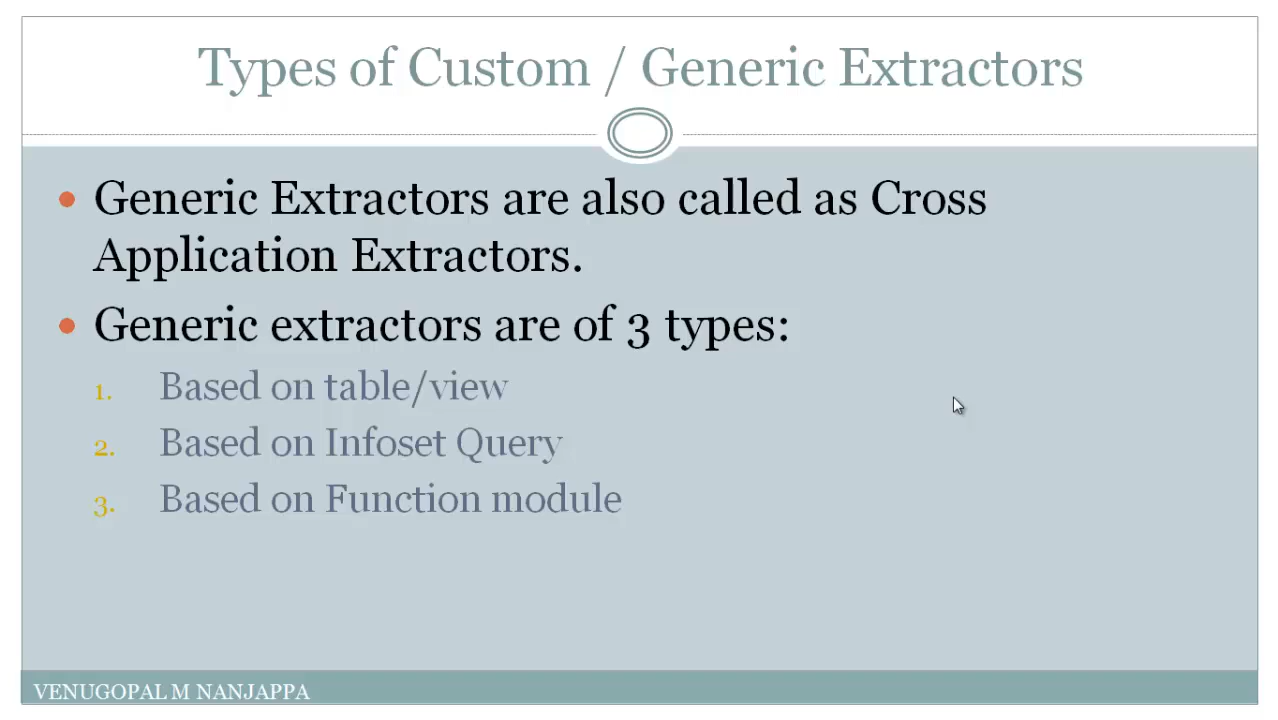 Types of Custom / Generic Extractors
• Generic Extractors are also called as Cross
Application Extractors.
• Generic extractors are of 3 types:
1. Based on table/view
2. Based on Infoset Query
3. Based on Function module
VENUGOPAL M NANJAPPA